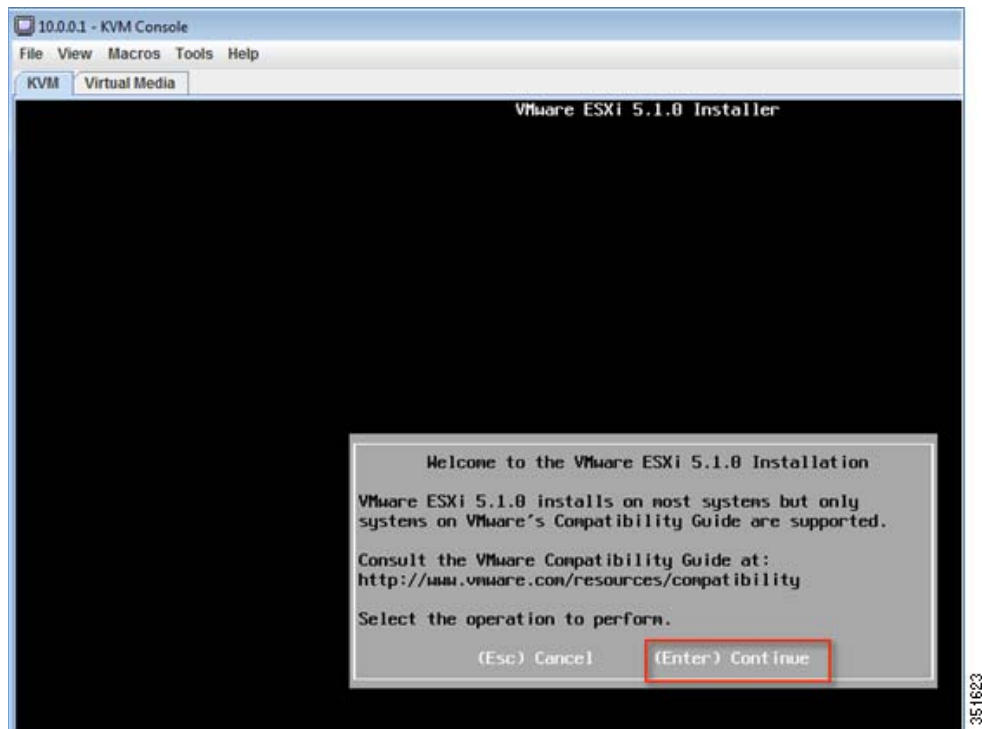 10.0.0.1 - KVM Console
File View Macros Tools Help
KVM Virtual Media
VMware ESXi 5.1.0 Installer
Welcome to the VMware ESXi 5.1.0 Installation
VMware ESXi 5.1.0 installs on most systems but only
systems on VMware's Compatibility Guide are supported.
Consult the VMware Compatibility Guide at:
http://www.vmware.com/resources/compatibility
Select the operation to perform.
(Esc) Cancel (Enter) Continue
351623